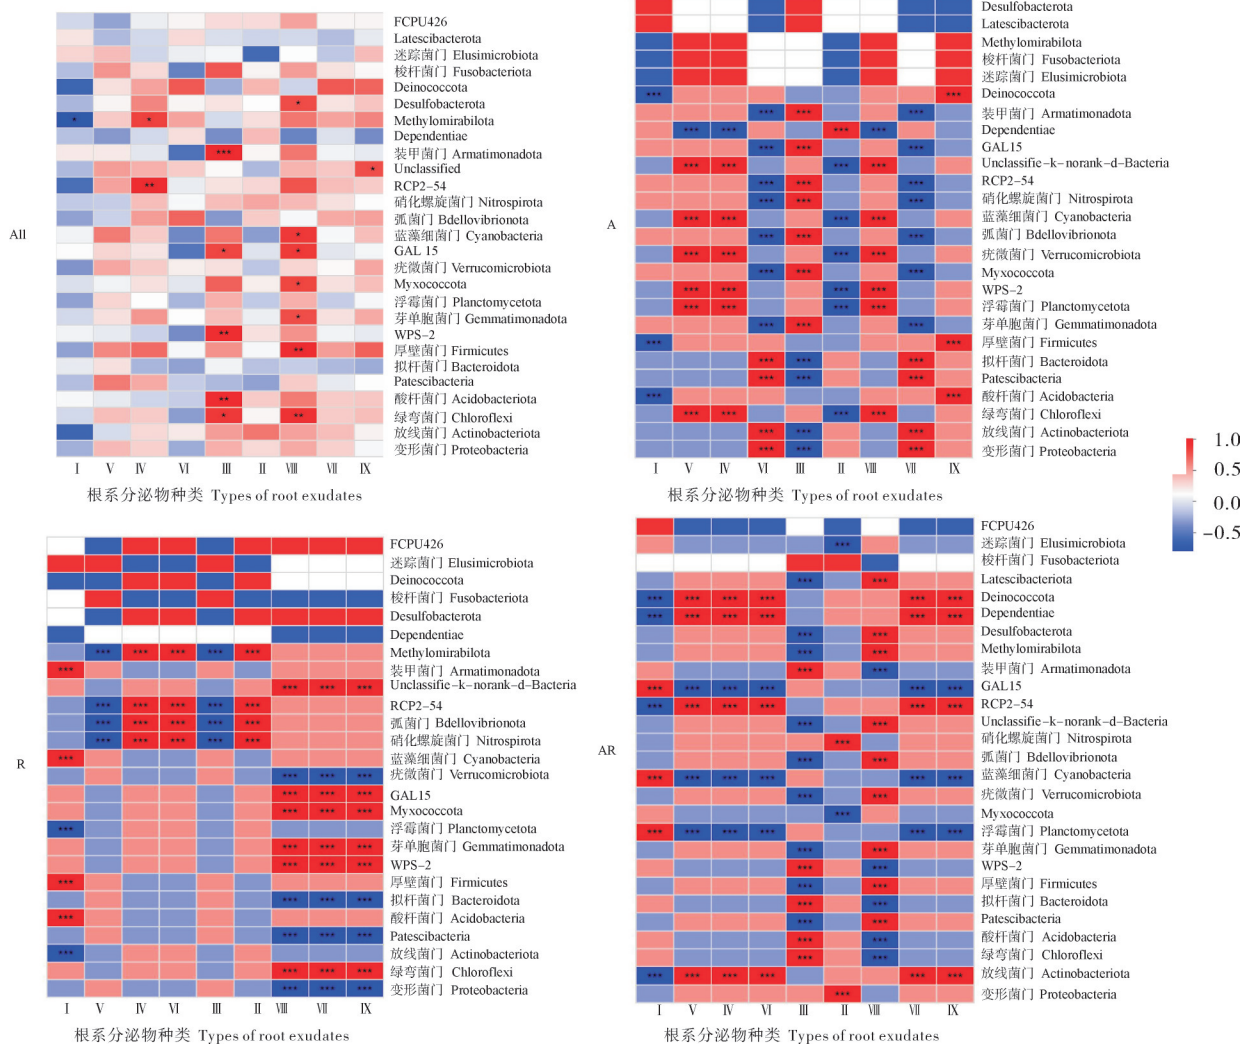 All
FCPU426
Latescibacterota
迷踪菌门 Elusimicrobiota
梭杆菌门 Fusobacteriota
Deinococcota
Desulfobacterota
Methylomirabilota
Dependentiae
装甲菌门 Armatimonadota
Unclassified
RCP2-54
硝化螺旋菌门 Nitrospirota
弧菌门 Bdellovibrionota
蓝藻细菌门 Cyanobacteria
GAL 15
疣微菌门 Verrucomicrobiota
Myxococcota
浮霉菌门 Planctomycetota
芽单胞菌门 Gemmatimonadota
WPS-2
厚壁菌门 Firmicutes
拟杆菌门 Bacteroidota
Patescibacteria
酸杆菌门 Acidobacteriota
绿弯菌门 Chloroflexi
放线菌门 Actinobacteriota
变形菌门 Proteobacteria
Ⅰ Ⅴ Ⅳ Ⅵ Ⅲ Ⅱ Ⅷ Ⅶ Ⅸ
根系分泌物种类 Types of root exudates
A
Desulfobacterota
Latescibacterota
Methylomirabilota
梭杆菌门 Fusobacteriota
迷踪菌门 Elusimicrobiota
Deinococcota
装甲菌门 Armatimonadota
Dependentiae
GAL15
Unclassifie-k-norank-d-Bacteria
RCP2-54
硝化螺旋菌门 Nitrospirota
蓝藻细菌门 Cyanobacteria
弧菌门 Bdellovibrionota
疣微菌门 Verrucomicrobiota
Myxococcota
WPS-2
浮霉菌门 Planctomycetota
芽单胞菌门 Gemmatimonadota
厚壁菌门 Firmicutes
拟杆菌门 Bacteroidota
Patescibacteria
酸杆菌门 Acidobacteria
绿弯菌门 Chloroflexi
放线菌门 Actinobacteriota
变形菌门 Proteobacteria
Ⅰ Ⅴ Ⅳ Ⅵ Ⅲ Ⅱ Ⅷ Ⅶ Ⅸ
根系分泌物种类 Types of root exudates
1.0
0.5
0.0
-0.5
R
FCPU426
迷踪菌门 Elusimicrobiota
Deinococcota
梭杆菌门 Fusobacteriota
Desulfobacterota
Dependentiae
Methylomirabilota
装甲菌门 Armatimonadota
Unclassifie-k-norank-d-Bacteria
RCP2-54
弧菌门 Bdellovibrionota
硝化螺旋菌门 Nitrospirota
蓝藻细菌门 Cyanobacteria
疣微菌门 Verrucomicrobiota
GAL15
Myxococcota
浮霉菌门 Planctomycetota
芽单胞菌门 Gemmatimonadota
WPS-2
厚壁菌门 Firmicutes
拟杆菌门 Bacteroidota
酸杆菌门 Acidobacteria
Patescibacteria
放线菌门 Actinobacteriota
绿弯菌门 Chloroflexi
变形菌门 Proteobacteria
Ⅰ Ⅴ Ⅳ Ⅵ Ⅲ Ⅱ Ⅷ Ⅶ Ⅸ
根系分泌物种类 Types of root exudates
AR
FCPU426
迷踪菌门 Elusimicrobiota
梭杆菌门 Fusobacteriota
Latescibacteriota
Deinococcota
Dependentiae
Desulfobacterota
Methylomirabilota
装甲菌门 Armatimonadota
GAL15
RCP2-54
Unclassifie-k-norank-d-Bacteria
硝化螺旋菌门 Nitrospirota
弧菌门 Bdellovibrionota
蓝藻细菌门 Cyanobacteria
疣微菌门 Verrucomicrobiota
Myxococcota
浮霉菌门 Planctomycetota
芽单胞菌门 Gemmatimonadota
WPS-2
厚壁菌门 Firmicutes
拟杆菌门 Bacteroidota
Patescibacteria
酸杆菌门 Acidobacteria
绿弯菌门 Chloroflexi
放线菌门 Actinobacteriota
变形菌门 Proteobacteria
Ⅰ Ⅴ Ⅳ Ⅵ Ⅲ Ⅱ Ⅷ Ⅶ Ⅸ
根系分泌物种类 Types of root exudates